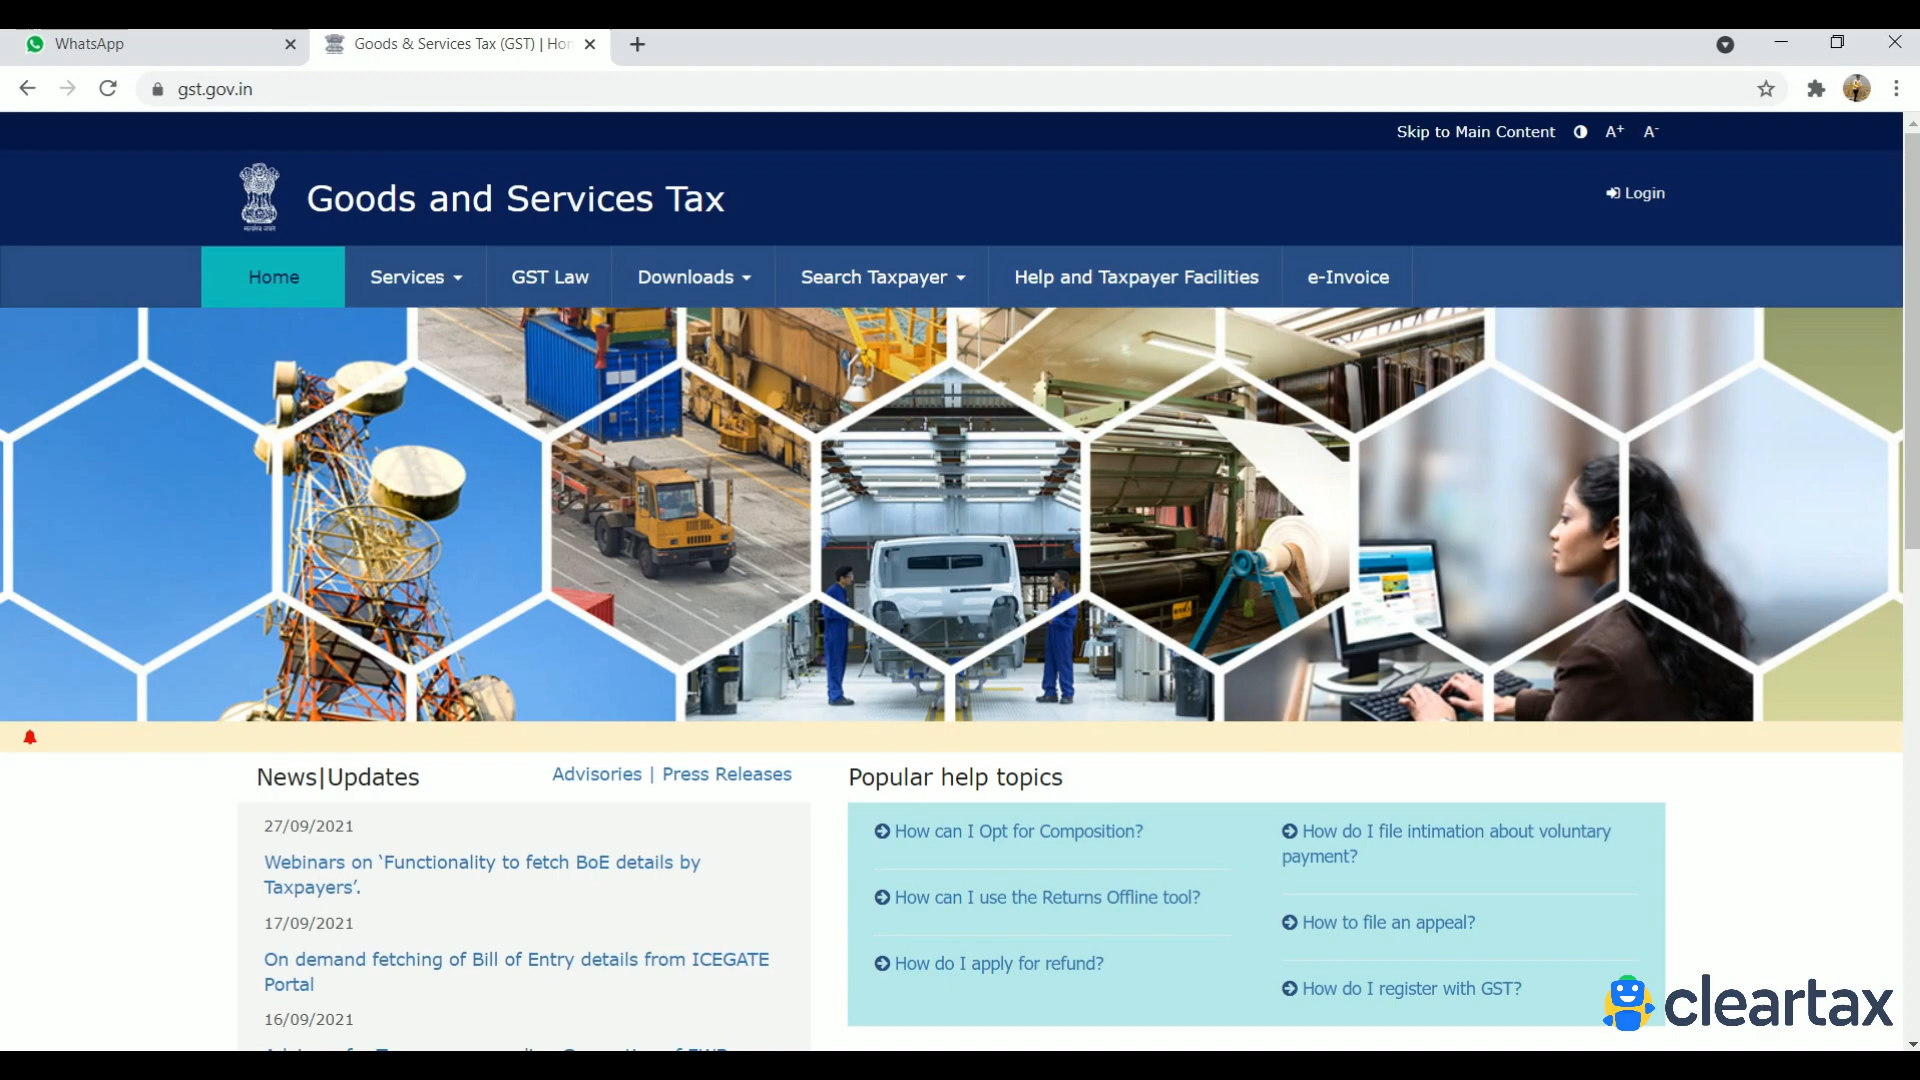 WhatsApp
Goods & Services Tax (GST) | Hor
gst.gov.in
Skip to Main Content A+ A-
Goods and Services Tax
Login
Home Services GST Law Downloads Search Taxpayer Help and Taxpayer Facilities e-Invoice
News|Updates Advisories | Press Releases
27/09/2021
Webinars on ‘Functionality to fetch BoE details by
Taxpayers’.
17/09/2021
On demand fetching of Bill of Entry details from ICEGATE
Portal
16/09/2021
Popular help topics
How can I Opt for Composition?
How can I use the Returns Offline tool?
How do I apply for refund?
How do I file intimation about voluntary
payment?
How to file an appeal?
How do I register with GST?
cleartax